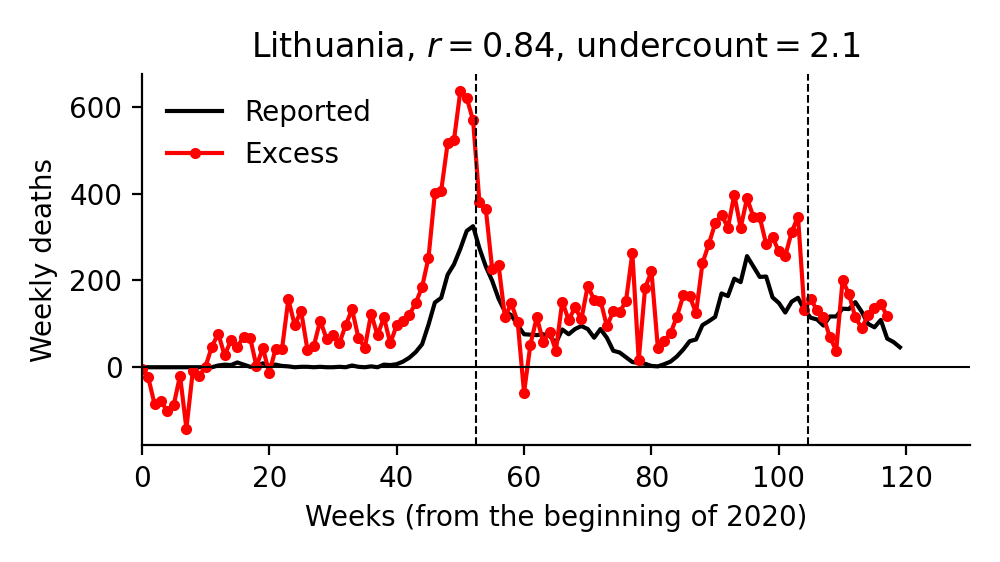 Lithuania, r = 0.84, undercount = 2.1
Reported
Excess
Weekly deaths
600
400
200
0
0 20 40 60 80 100 120
Weeks (from the beginning of 2020)